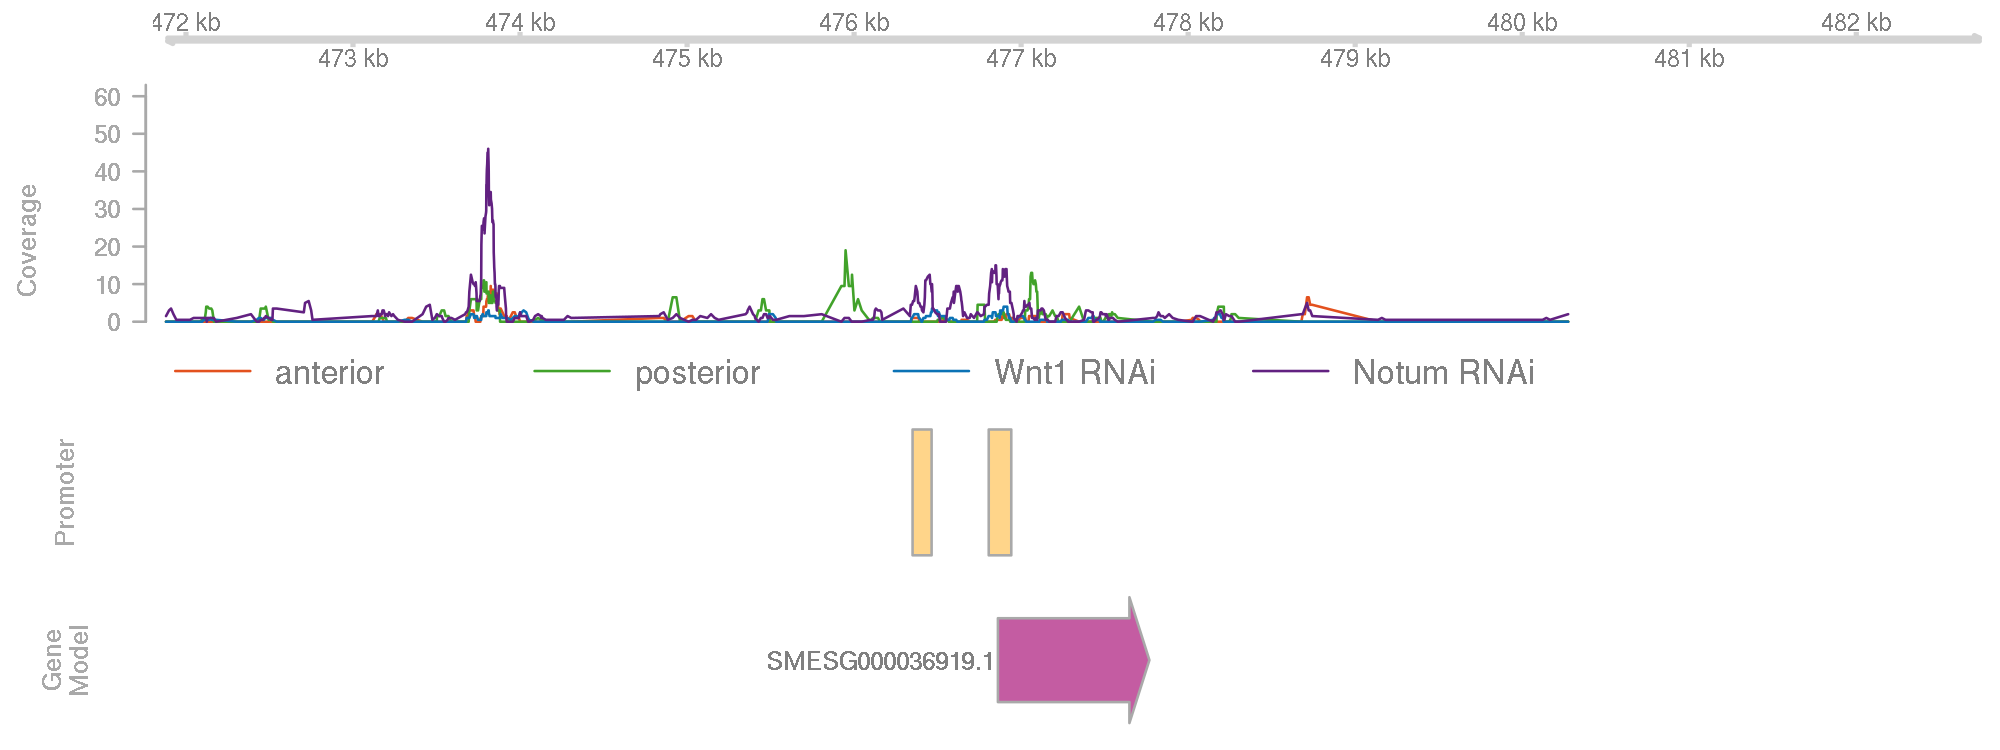 472 kb 474 kb 476 kb 478 kb 480 kb 482 kb
473 kb 475 kb 477 kb 479 kb 481 kb
60
50
40
30
20
10
0
Coverage
anterior posterior Wnt1 RNAi Notum RNAi
Promoter
Gene
Model
SMESG000036919.1